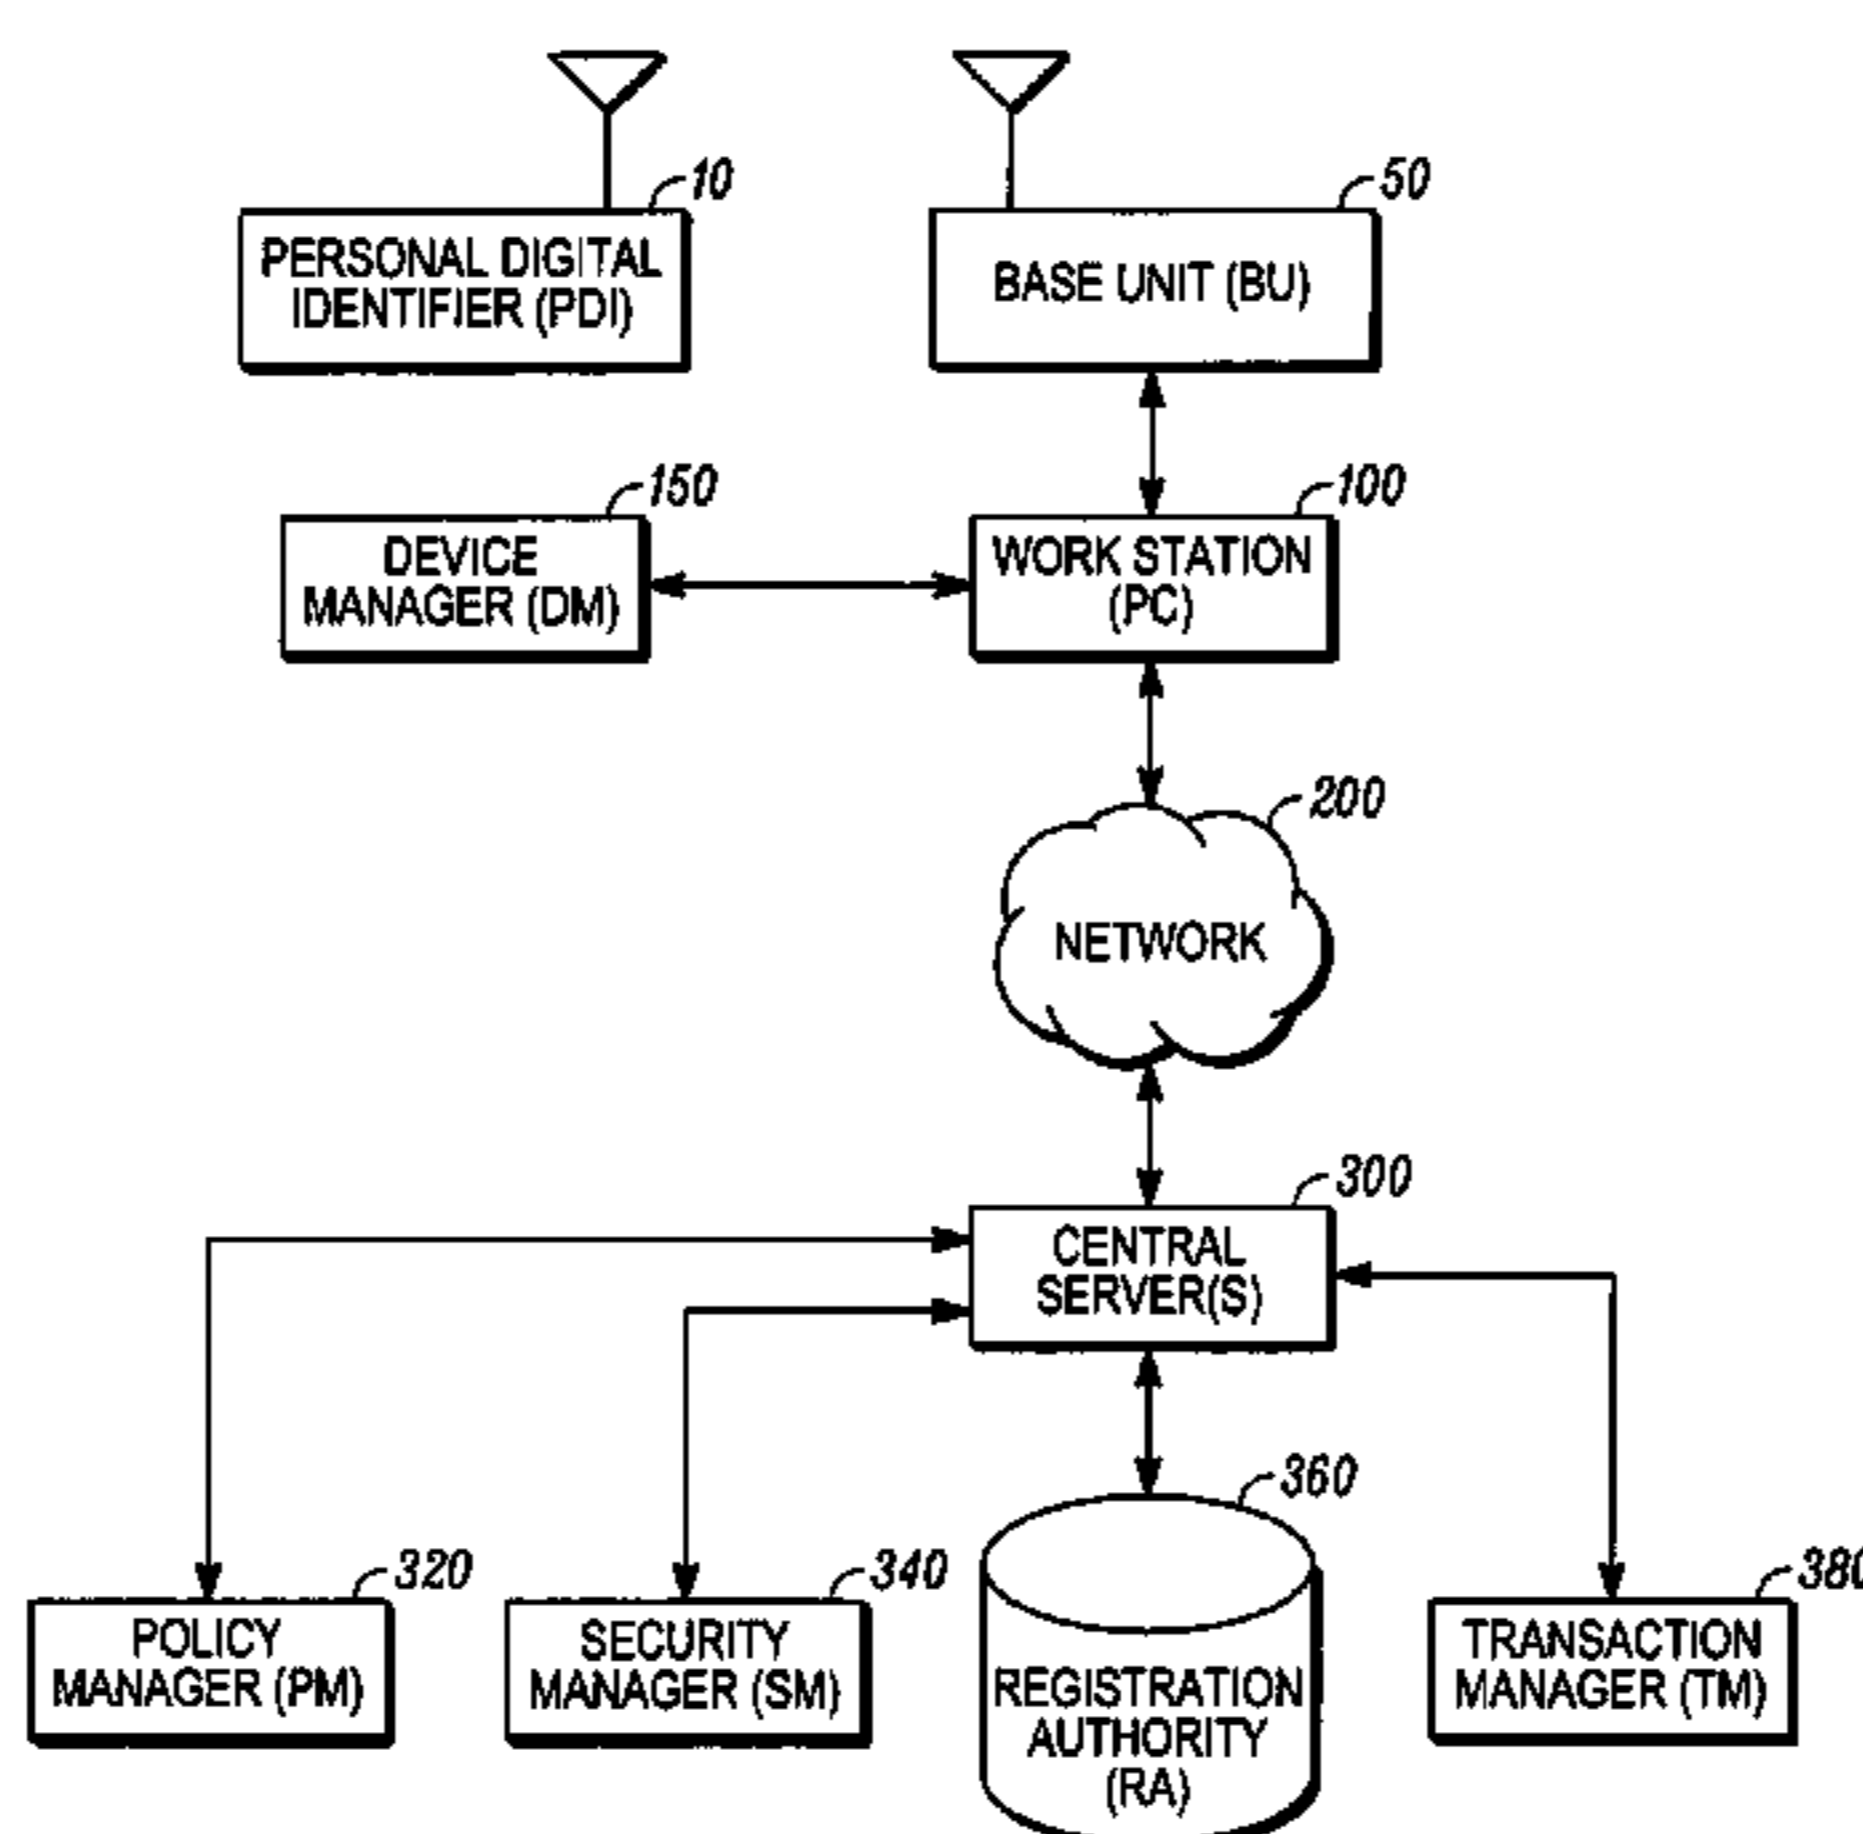 10
50
PERSONAL DIGITAL
IDENTIFIER (PDI)
BASE UNIT (BU)
150
100
DEVICE
MANAGER (DM)
WORK STATION
(PC)
200
NETWORK
300
CENTRAL
SERVER(S)
360
320
340
380
POLICY
MANAGER (PM)
SECURITY
MANAGER (SM)
REGISTRATION
AUTHORITY
(RA)
TRANSACTION
MANAGER (TM)